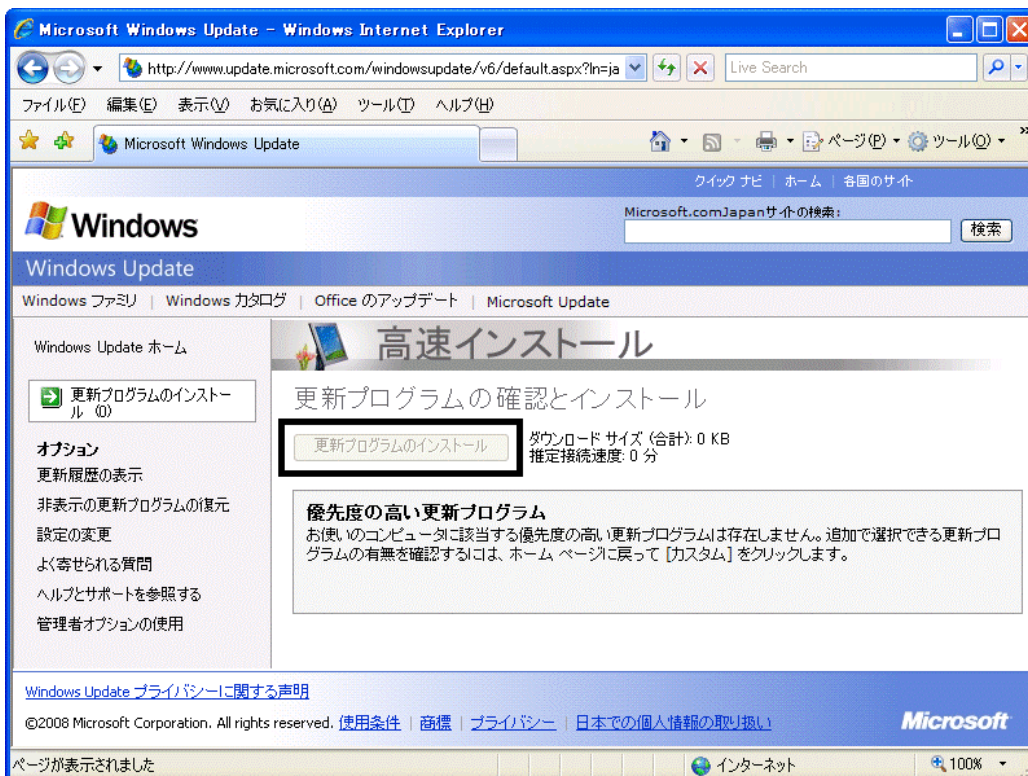 Microsoft Windows Update - Windows Internet Explorer
http://www.update.microsoft.com/windowsupdate/v6/default.aspx?ln=ja
Live Search
ファイル(F) 編集(E) 表示(V) お気に入り(A) ツール(T) ヘルプ(H)
Microsoft Windows Update
ページ(P) ツール(O) »
クイック ナビ | ホーム | 各国のサイト
Windows
Microsoft.comJapanサイトの検索:
検索
Windows Update
Windows ファミリ | Windows カタログ | Office のアップデート | Microsoft Update
Windows Update ホーム
更新プログラムのインストー
ル (0)
オプション
更新履歴の表示
非表示の更新プログラムの復元
設定の変更
よく寄せられる質問
ヘルプとサポートを参照する
管理者オプションの使用
高速インストール
更新プログラムの確認とインストール
更新プログラムのインストール
ダウンロード サイズ (合計): 0 KB
推定接続速度: 0 分
優先度の高い更新プログラム
お使いのコンピュータに該当する優先度の高い更新プログラムは存在しません。追加で選択できる更新プロ
グラムの有無を確認するには、ホーム ページに戻って [カスタム] をクリックします。
Windows Update プライバシーに関する声明
©2008 Microsoft Corporation. All rights reserved. 使用条件 | 商標 | プライバシー | 日本での個人情報の取り扱い
Microsoft
ページが表示されました
インターネット
100%